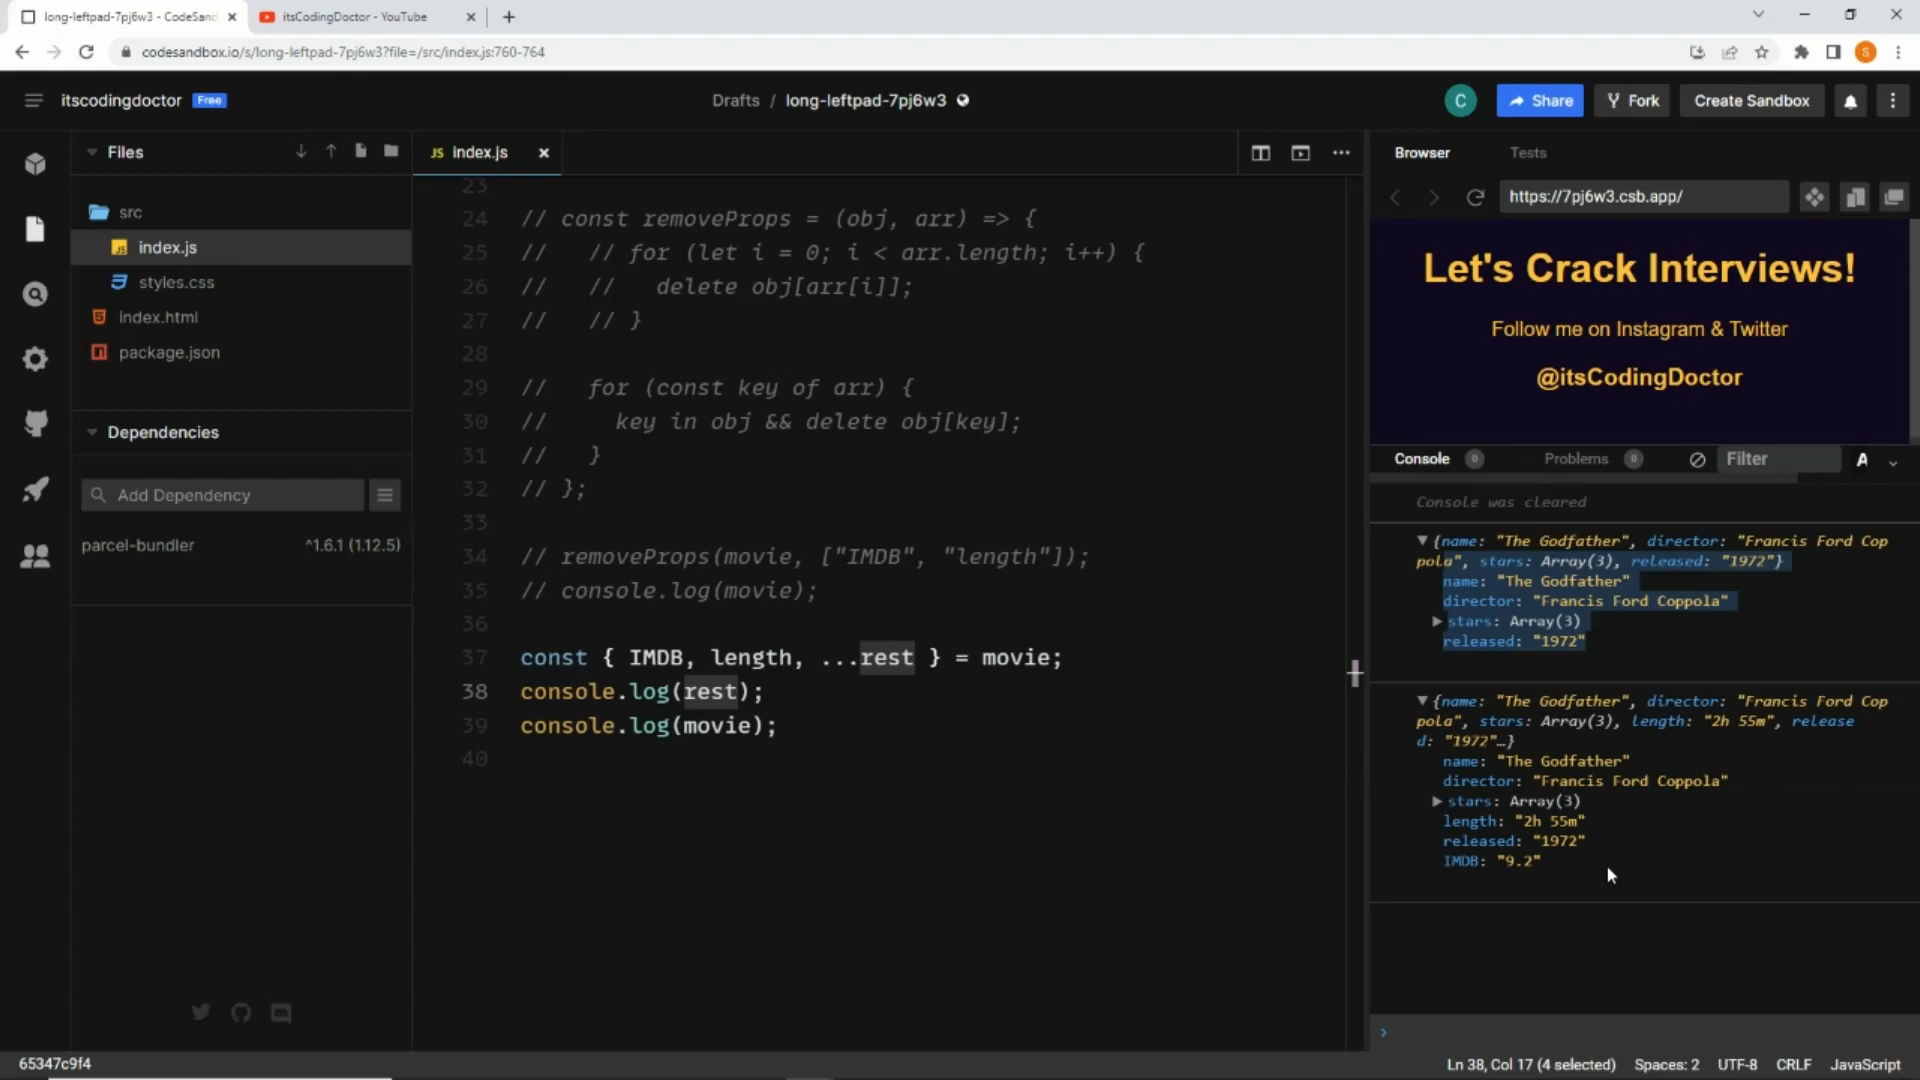 long-leftpad-7pj6w3 - CodeSand
itsCodingDoctor - YouTube
codesandbox.io/s/long-leftpad-7pj6w3?file=/src/index.js:760-764
S
itscodingdoctor Free
Drafts / long-leftpad-7pj6w3
C
Share
Fork
Create Sandbox
Files
src
index.js
styles.css
index.html
package.json
Dependencies
Add Dependency
parcel-bundler ^1.6.1 (1.12.5)
JS index.js
23
24 // const removeProps = (obj, arr) => {
25 //   // for (let i = 0; i < arr.length; i++) {
26 //   //   delete obj[arr[i]];
27 //   // }
28
29 //   for (const key of arr) {
30 //     key in obj && delete obj[key];
31 //   }
32 // };
33
34 // removeProps(movie, ["IMDB", "length"]);
35 // console.log(movie);
36
37 const { IMDB, length, ...rest } = movie;
38 console.log(rest);
39 console.log(movie);
40
Browser
Tests
https://7pj6w3.csb.app/
Let's Crack Interviews!
Follow me on Instagram & Twitter
@itsCodingDoctor
Console 0
Problems 0
Filter
A
Console was cleared
▼{name: "The Godfather", director: "Francis Ford Cop
pola", stars: Array(3), released: "1972"}
name: "The Godfather"
director: "Francis Ford Coppola"
▶stars: Array(3)
released: "1972"
▼{name: "The Godfather", director: "Francis Ford Cop
pola", stars: Array(3), length: "2h 55m", release
d: "1972"…}
name: "The Godfather"
director: "Francis Ford Coppola"
▶stars: Array(3)
length: "2h 55m"
released: "1972"
IMDB: "9.2"
65347c9f4
Ln 38, Col 17 (4 selected) Spaces: 2 UTF-8 CRLF JavaScript